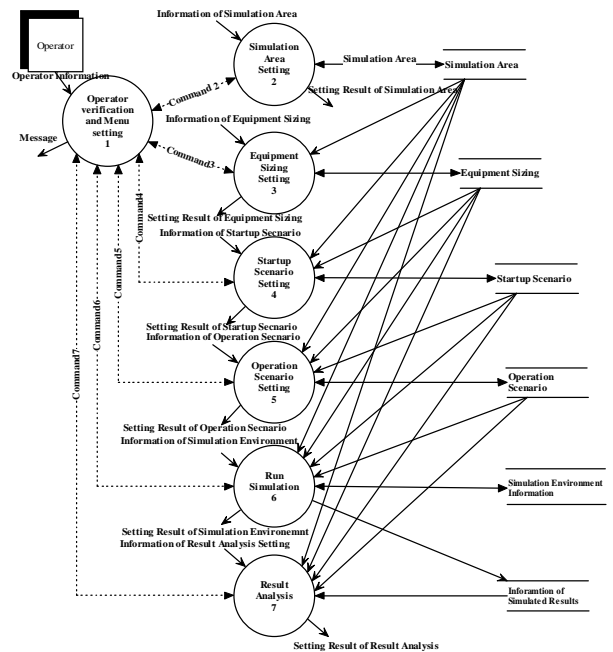 Information of Simulation Area
Operator
Simulation
Area
Setting
2
Simulation Area
Simulation Area
Operator Information
Command 2
Setting Result of Simulation Area
Operator
verification
and Menu
setting
1
Information of Equipment Sizing
Message
Command3
Equipment
Sizing
Setting
3
Equipment Sizing
Command4
Setting Result of Equipment Sizing
Information of Startup Secnario
Command5
Startup
Scenario
Setting
4
Startup Scenario
Command6
Setting Result of Startup Secnario
Information of Operation Secnario
Command7
Operation
Scenario
Setting
5
Operation
Scenario
Setting Result of Operation Secnario
Information of Simulation Environment
Run
Simulation
6
Simulation Environment
Information
Setting Result of Simulation Environemnt
Information of Result Analysis Setting
Result
Analysis
7
Inforamtion of
Simulated Results
Setting Result of Result Analysis